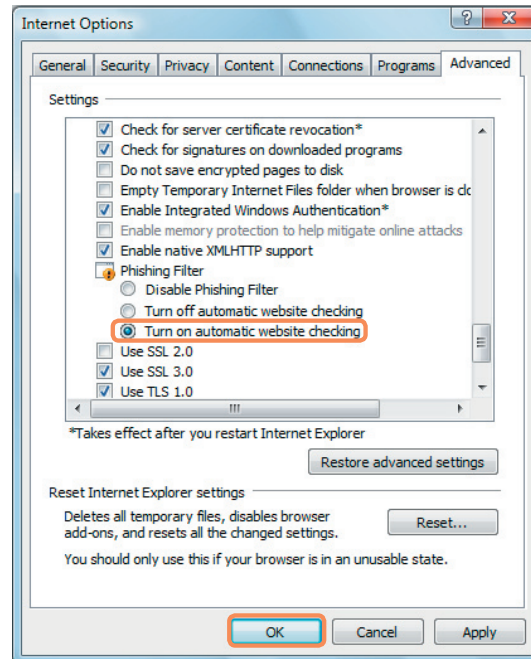 Internet Options
General Security Privacy Content Connections Programs Advanced
Settings
Check for server certificate revocation*
Check for signatures on downloaded programs
Do not save encrypted pages to disk
Empty Temporary Internet Files folder when browser is clo
Enable Integrated Windows Authentication*
Enable memory protection to help mitigate online attacks
Enable native XMLHTTP support
Phishing Filter
Disable Phishing Filter
Turn off automatic website checking
Turn on automatic website checking
Use SSL 2.0
Use SSL 3.0
Use TLS 1.0
*Takes effect after you restart Internet Explorer
Restore advanced settings
Reset Internet Explorer settings
Deletes all temporary files, disables browser
add-ons, and resets all the changed settings.
Reset...
You should only use this if your browser is in an unusable state.
OK Cancel Apply